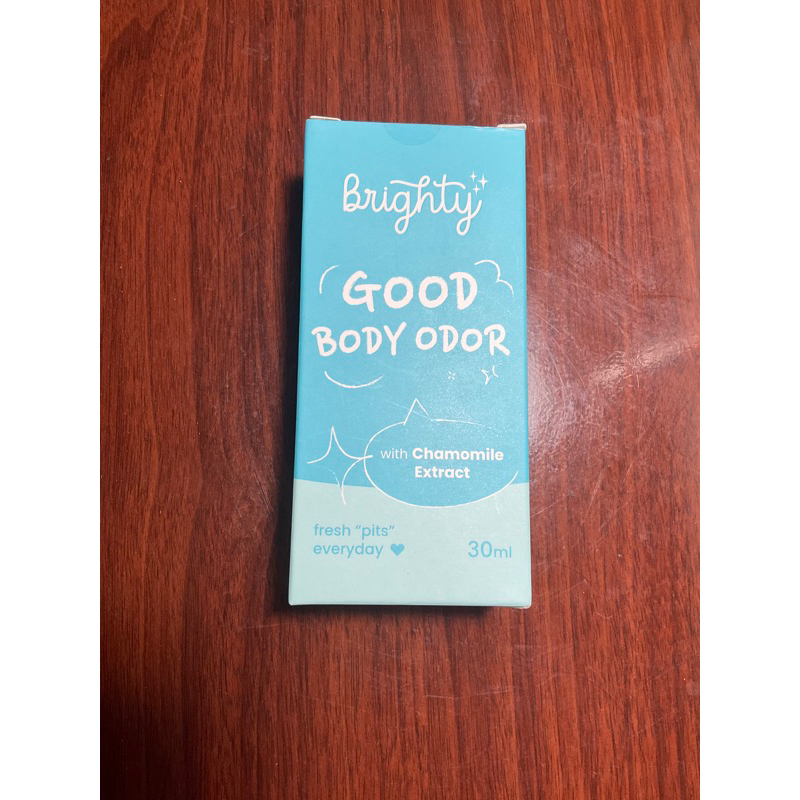 Brighty
GOOD
BODY ODOR
with Chamomile
Extract
fresh “pits”
everyday
30ml